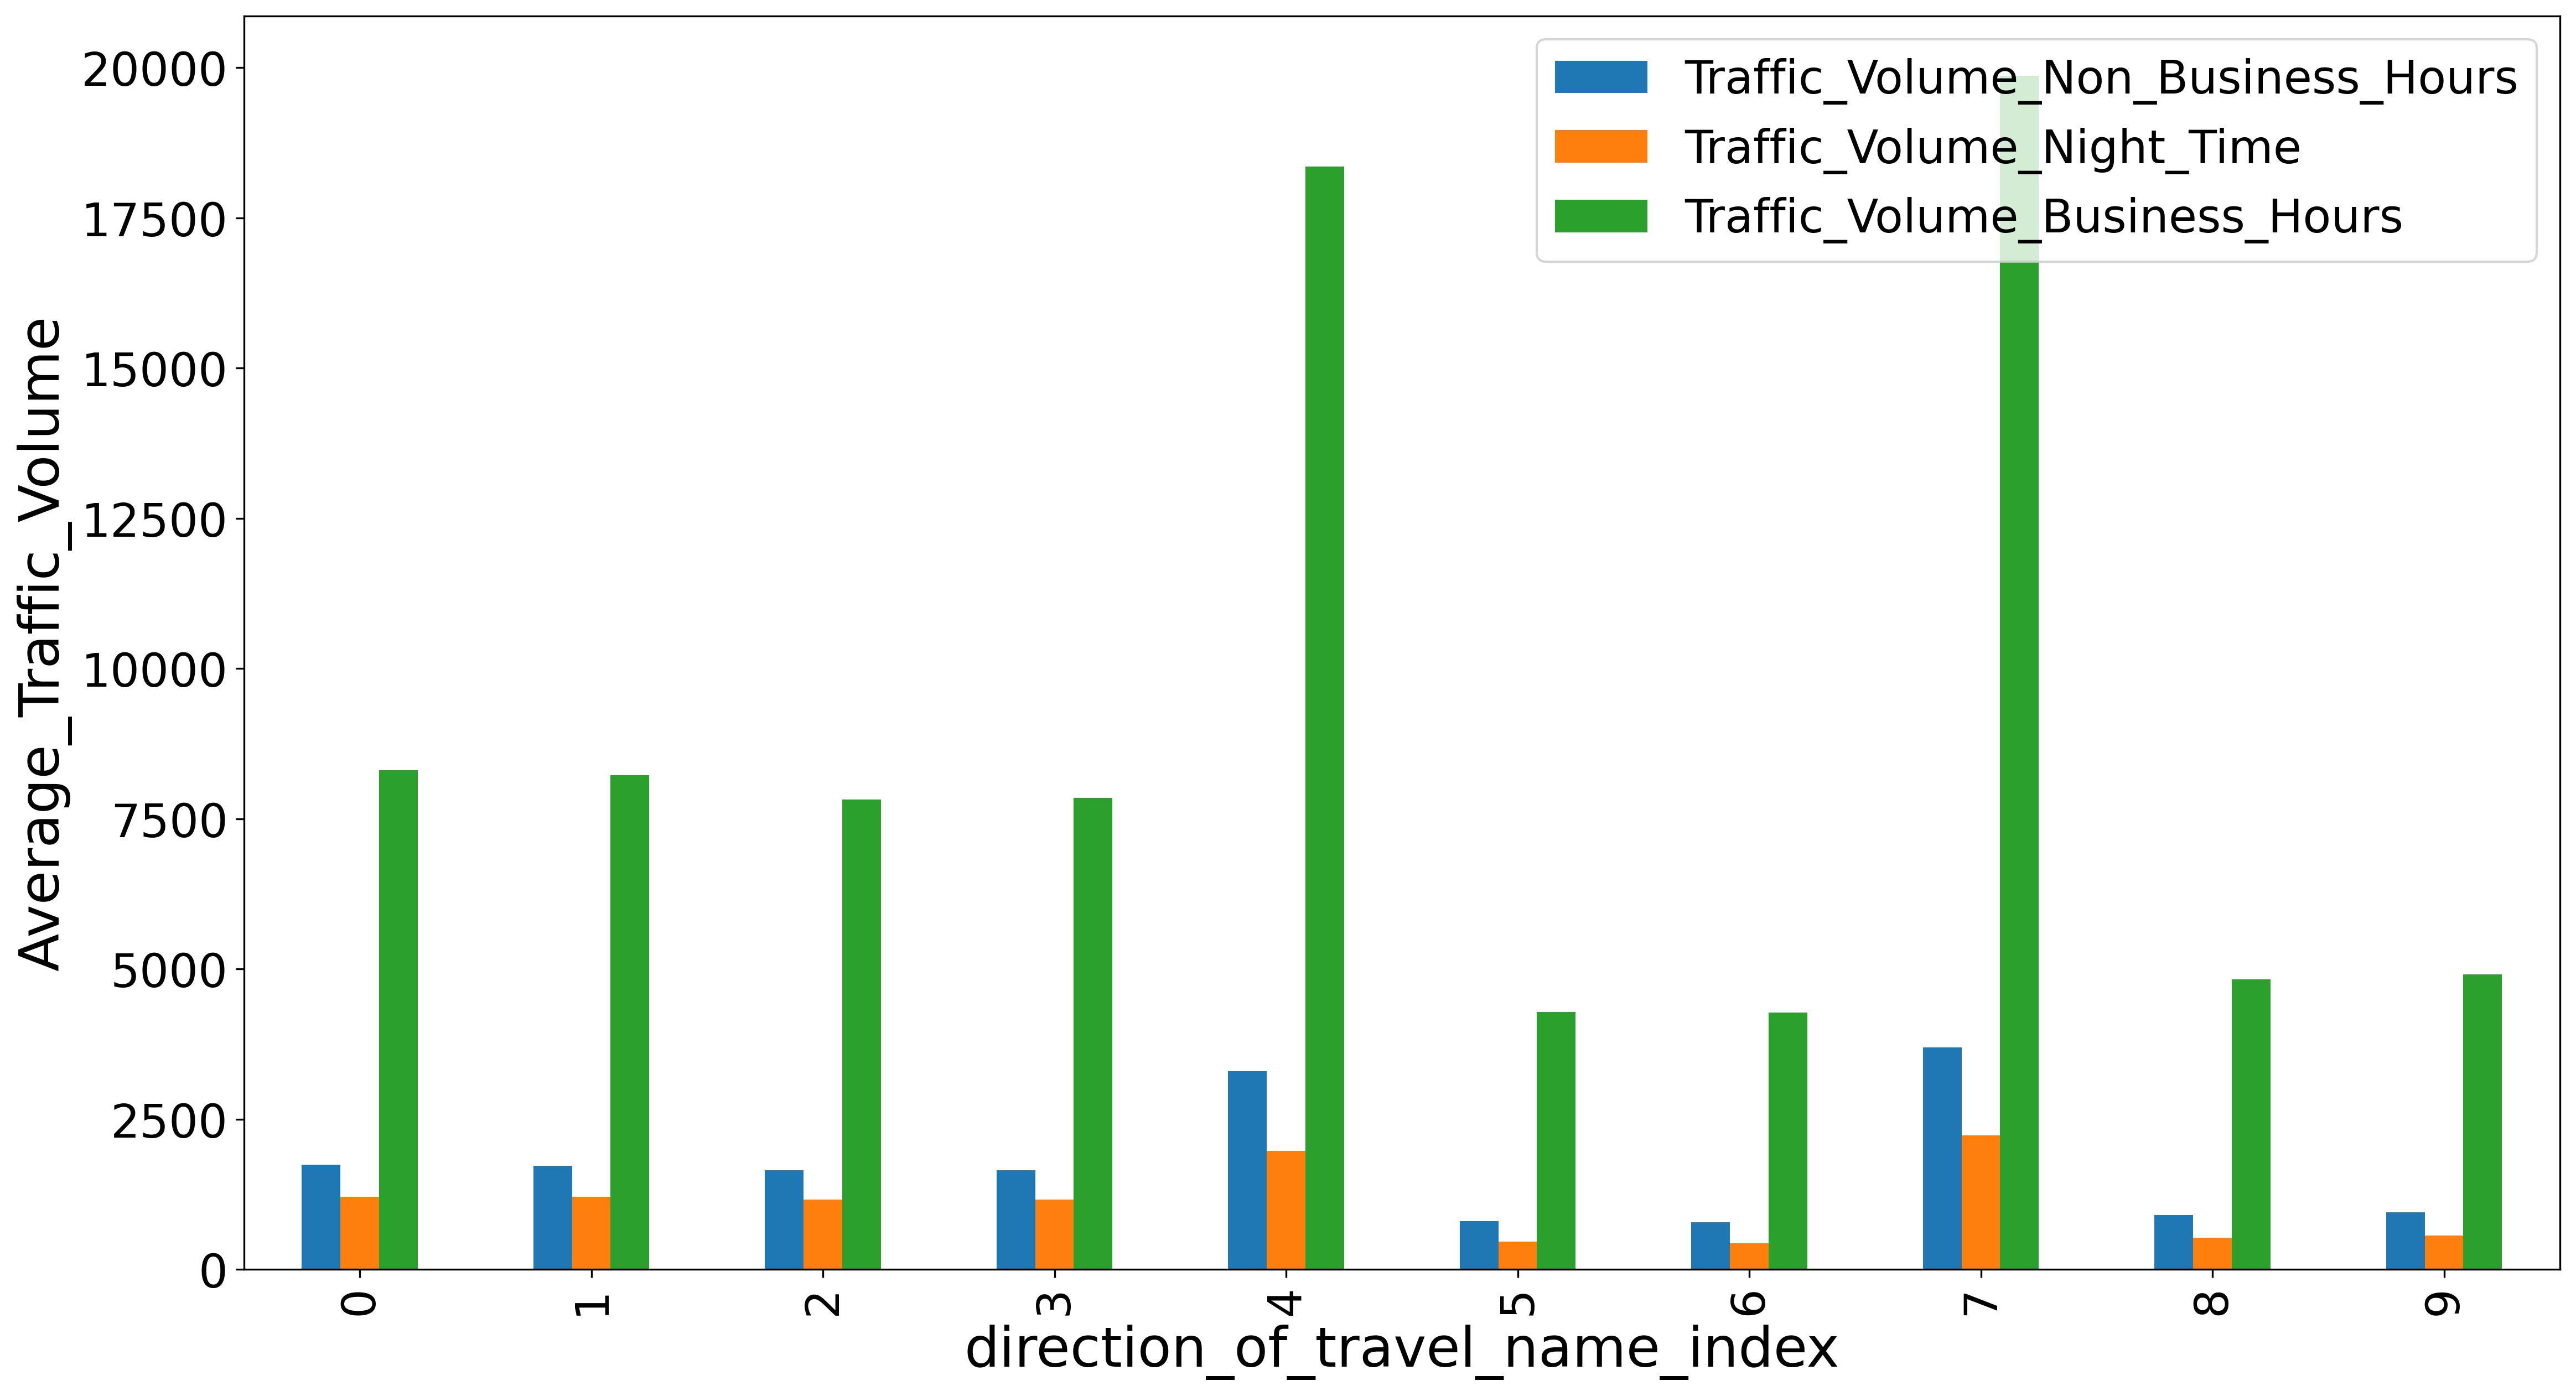 20000
17500
15000
12500
10000
7500
5000
2500
0
Average_Traffic_Volume
Traffic_Volume_Non_Business_Hours
Traffic_Volume_Night_Time
Traffic_Volume_Business_Hours
0 1 2 3 4 5 6 7 8 9
direction_of_travel_name_index